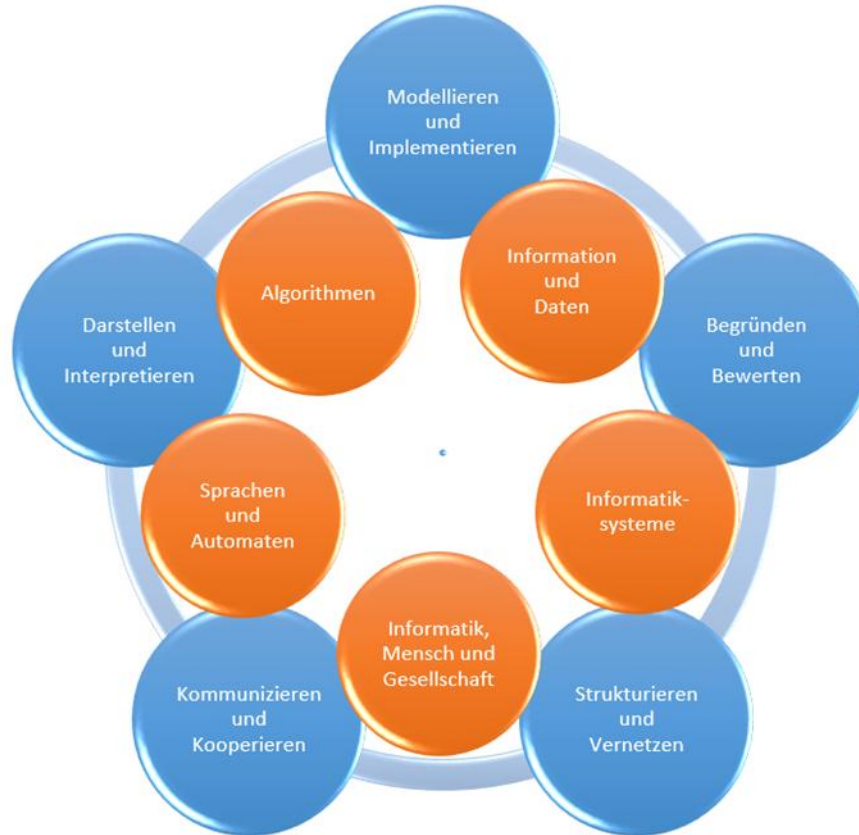 Modellieren
und
Implementieren
Information
und
Daten
Algorithmen
Darstellen
und
Interpretieren
Begründen
und
Bewerten
Sprachen
und
Automaten
Informatik-
systeme
Informatik,
Mensch und
Gesellschaft
Kommunizieren
und
Kooperieren
Strukturieren
und
Vernetzen